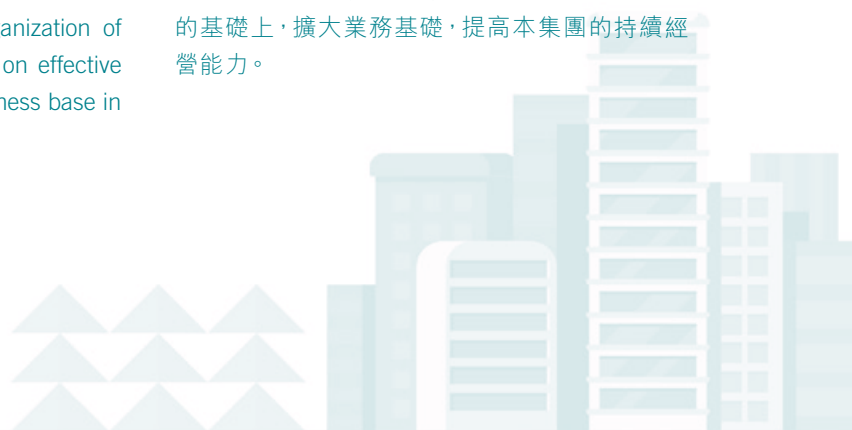 anization of
on effective
ness base in
的基礎上，擴大業務基礎，提高本集團的持續經
營能力。